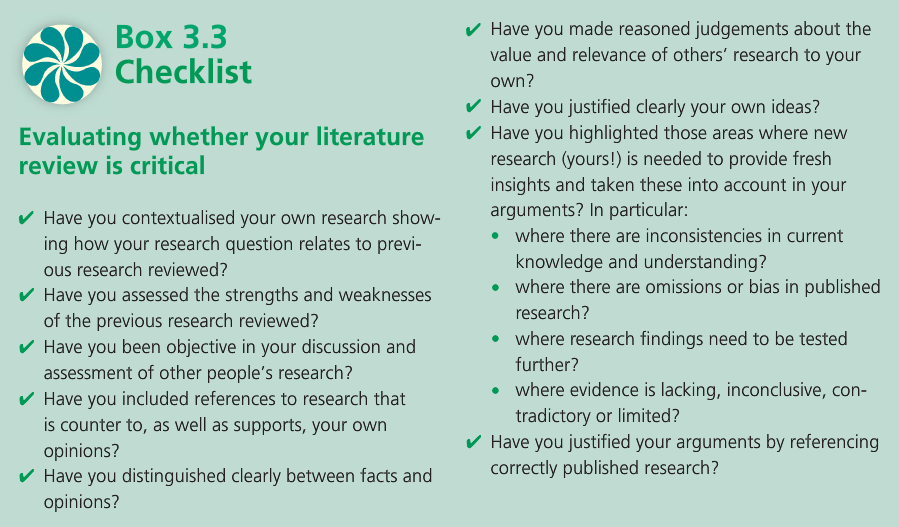 Box 3.3
Checklist
Evaluating whether your literature
review is critical
✔ Have you contextualised your own research show-
ing how your research question relates to previ-
ous research reviewed?
✔ Have you assessed the strengths and weaknesses
of the previous research reviewed?
✔ Have you been objective in your discussion and
assessment of other people’s research?
✔ Have you included references to research that
is counter to, as well as supports, your own
opinions?
✔ Have you distinguished clearly between facts and
opinions?
✔ Have you made reasoned judgements about the
value and relevance of others’ research to your
own?
✔ Have you justified clearly your own ideas?
✔ Have you highlighted those areas where new
research (yours!) is needed to provide fresh
insights and taken these into account in your
arguments? In particular:
• where there are inconsistencies in current
knowledge and understanding?
• where there are omissions or bias in published
research?
• where research findings need to be tested
further?
• where evidence is lacking, inconclusive, con-
tradictory or limited?
✔ Have you justified your arguments by referencing
correctly published research?